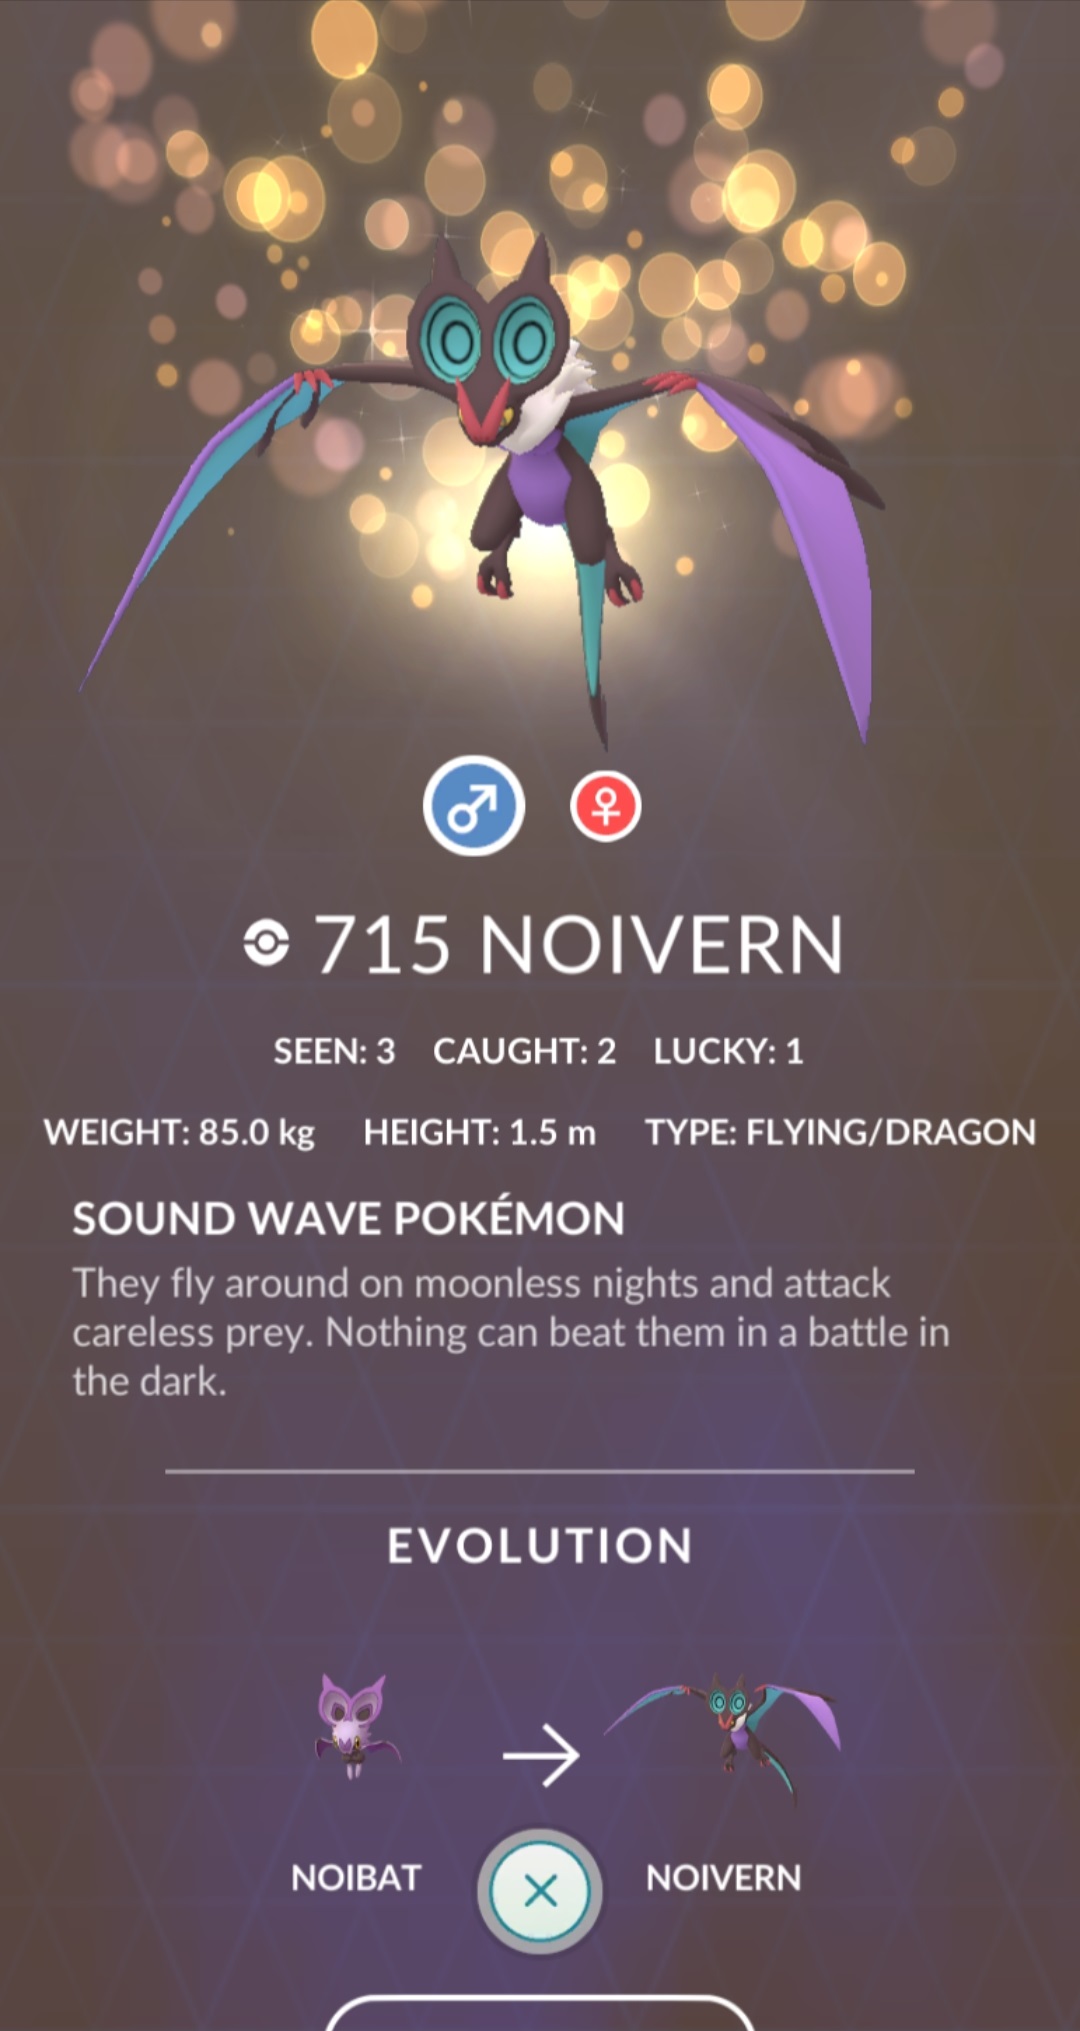 715 NOIVERN
SEEN: 3 CAUGHT: 2 LUCKY: 1
WEIGHT: 85.0 kg HEIGHT: 1.5 m TYPE: FLYING/DRAGON
SOUND WAVE POKÉMON
They fly around on moonless nights and attack
careless prey. Nothing can beat them in a battle in
the dark.
EVOLUTION
NOIBAT NOIVERN